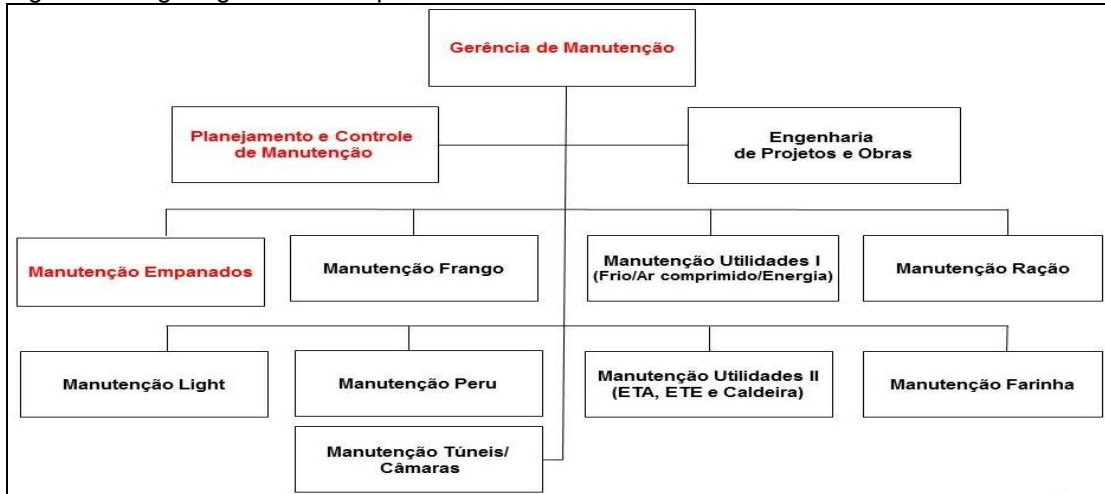 Gerência de Manutenção
Planejamento e Controle
de Manutenção
Engenharia
de Projetos e Obras
Manutenção Empanados
Manutenção Frango
Manutenção Utilidades I
(Frio/Ar comprimido/Energia)
Manutenção Ração
Manutenção Light
Manutenção Peru
Manutenção Utilidades II
(ETA, ETE e Caldeira)
Manutenção Farinha
Manutenção Túneis/
Câmaras